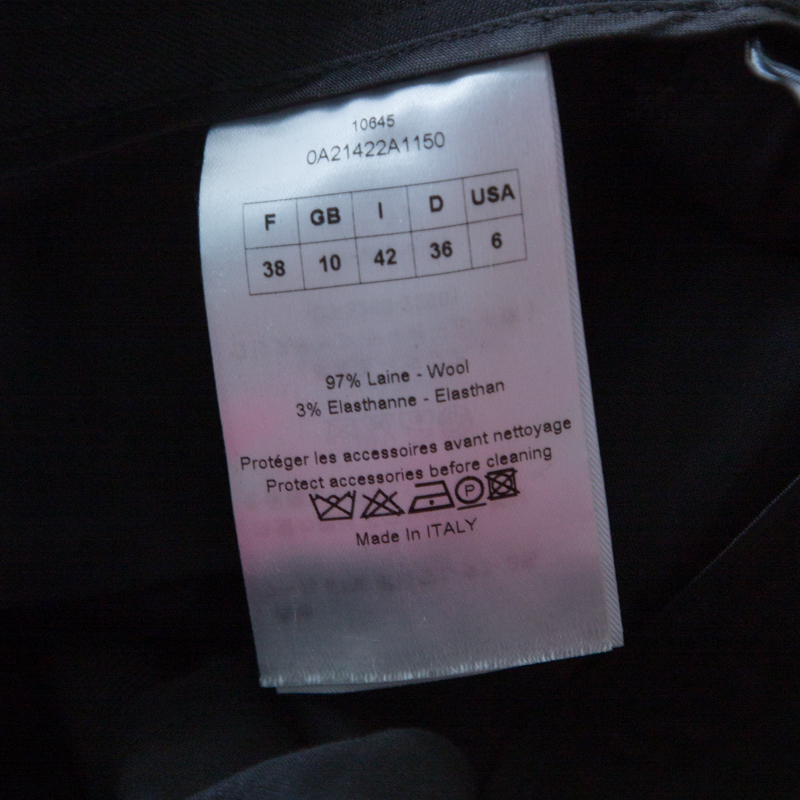 10645
0A21422A1150
F GB I D USA
38 10 42 36 6
97% Laine - Wool
3% Elasthanne - Elasthan
Protéger les accessoires avant nettoyage
Protect accessories before cleaning
P
Made In ITALY